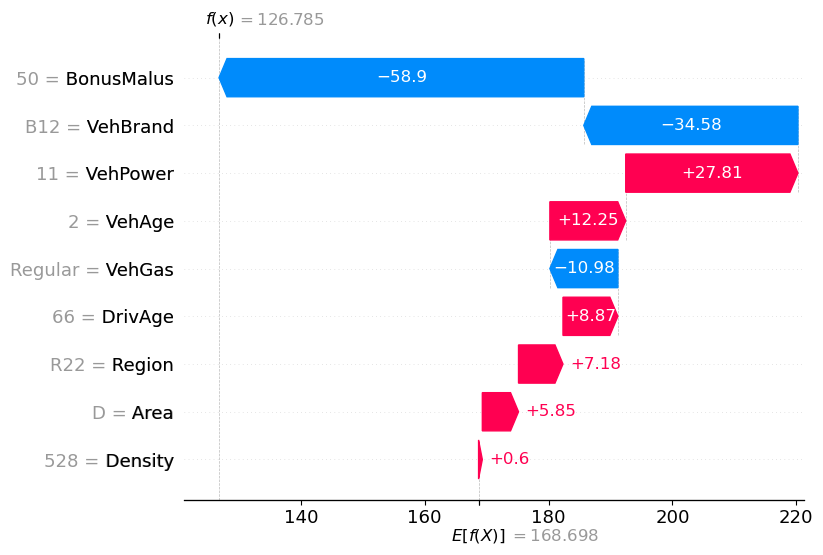 f(x) = 126.785
50 = BonusMalus −58.9
B12 = VehBrand −34.58
11 = VehPower +27.81
2 = VehAge +12.25
Regular = VehGas −10.98
66 = DrivAge +8.87
R22 = Region +7.18
D = Area +5.85
528 = Density +0.6
140 160 180 200 220
E[f(X)] = 168.698